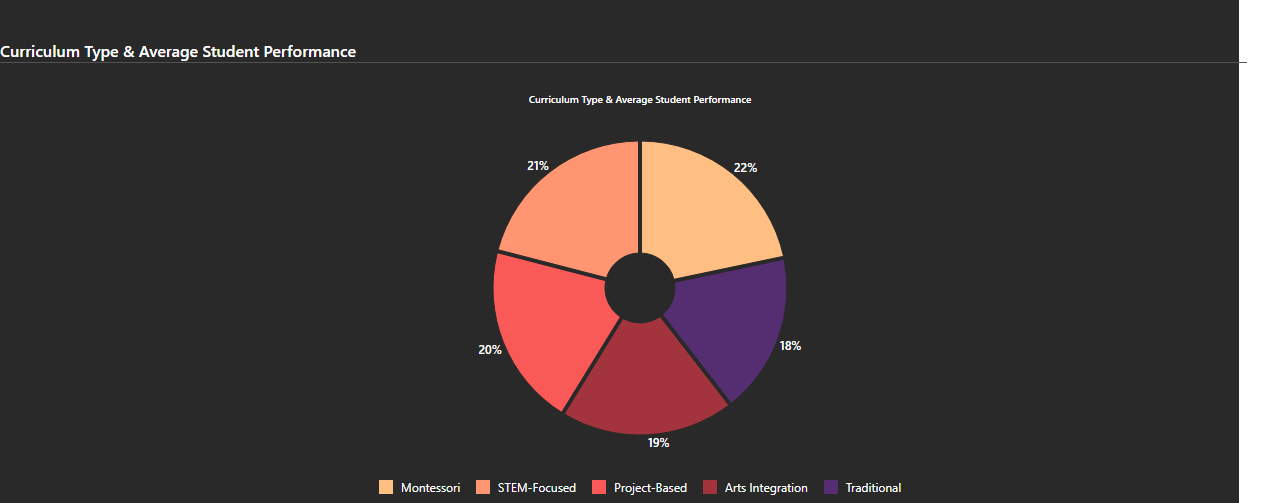 Curriculum Type & Average Student Performance
Curriculum Type & Average Student Performance
21%
22%
18%
20%
19%
Montessori STEM-Focused Project-Based Arts Integration Traditional